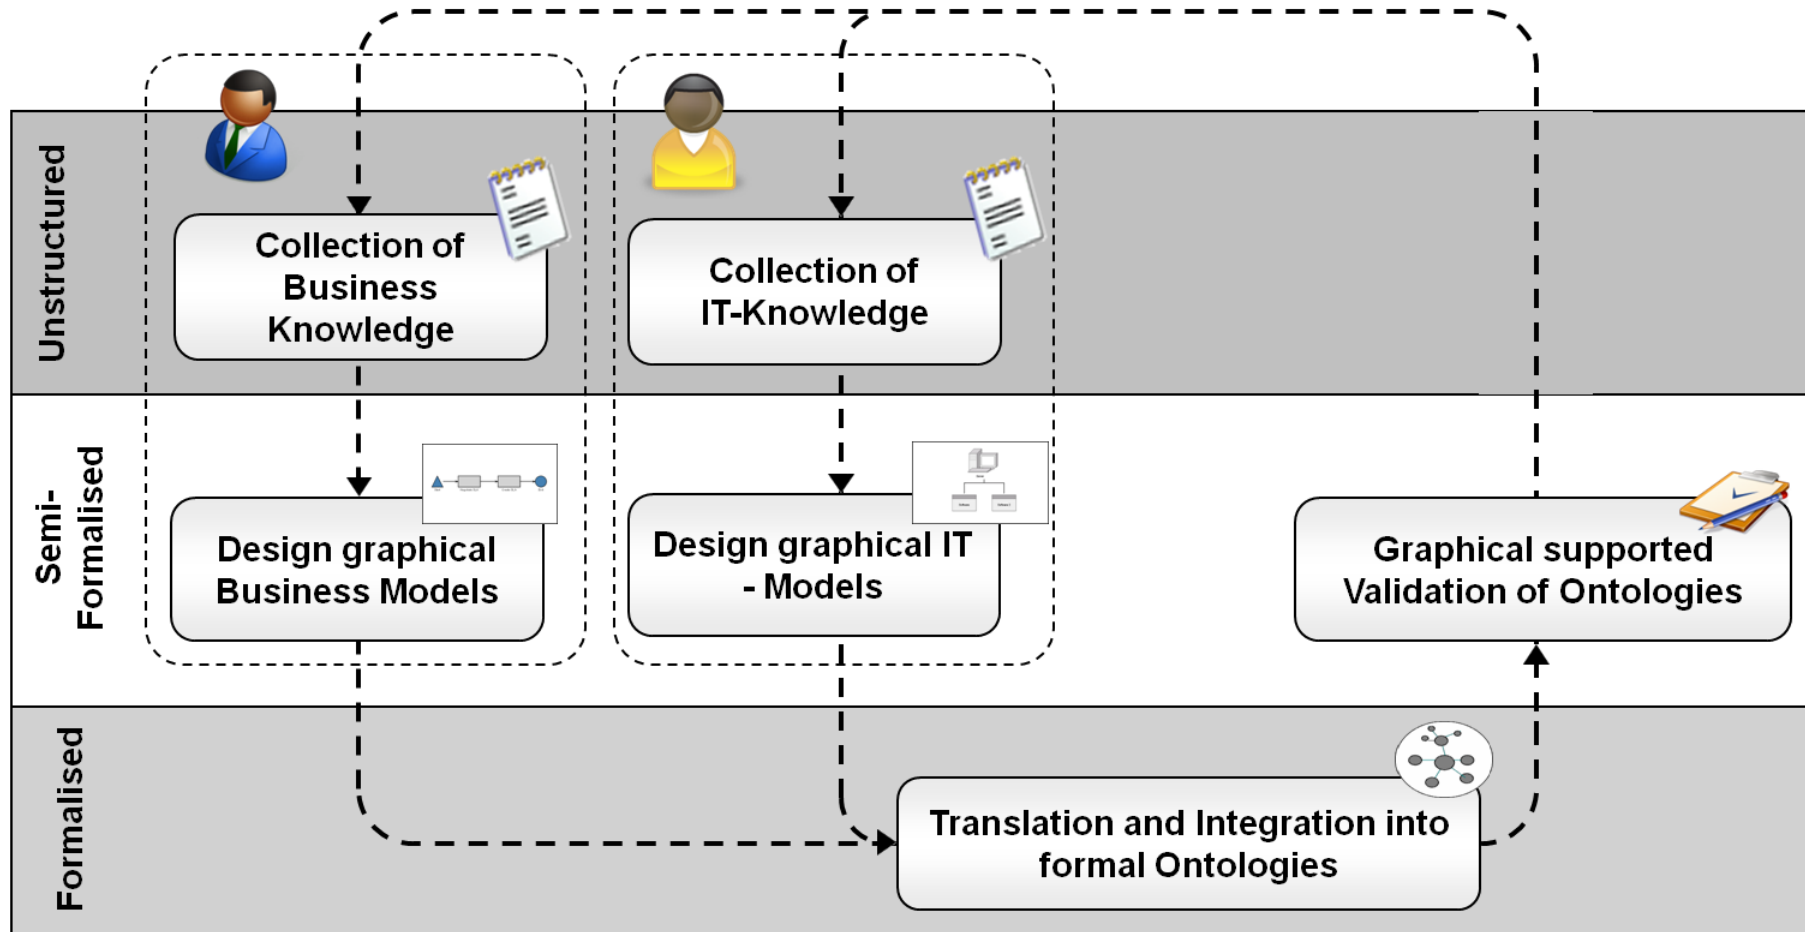 Unstructured
Collection of
Business
Knowledge
Collection of
IT-Knowledge
Semi-
Formalised
Design graphical
Business Models
Design graphical IT
- Models
Graphical supported
Validation of Ontologies
Formalised
Translation and Integration into
formal Ontologies